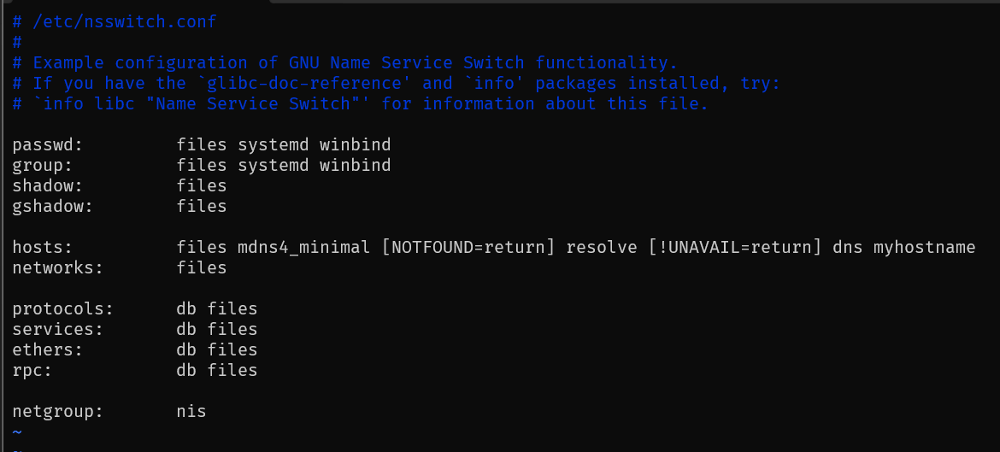 # /etc/nsswitch.conf
#
# Example configuration of GNU Name Service Switch functionality.
# If you have the `glibc-doc-reference' and `info' packages installed, try:
# `info libc "Name Service Switch"' for information about this file.

passwd:         files systemd winbind
group:          files systemd winbind
shadow:         files
gshadow:        files

hosts:          files mdns4_minimal [NOTFOUND=return] resolve [!UNAVAIL=return] dns myhostname
networks:       files

protocols:      db files
services:       db files
ethers:         db files
rpc:            db files

netgroup:       nis
~